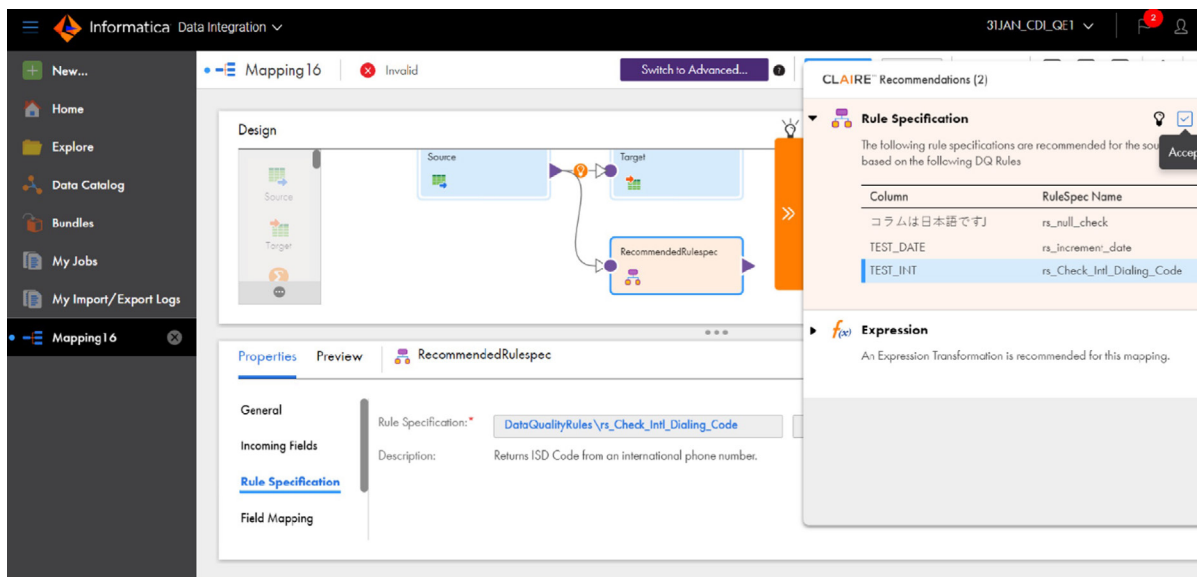 Informatica Data Integration
31JAN_CDI_QE1
2
New...
Home
Explore
Data Catalog
Bundles
My Jobs
My Import/Export Logs
Mapping16
Mapping16
Invalid
Switch to Advanced...
?
Design
Source
Target
Source
Target
RecommendedRulespec
Properties
Preview
RecommendedRulespec
General
Incoming Fields
Rule Specification
Field Mapping
Rule Specification:*
DataQualityRules\rs_Check_Intl_Dialing_Code
Description:
Returns ISD Code from an international phone number.
CLAIRE™ Recommendations (2)
Rule Specification
The following rule specifications are recommended for the sou
based on the following DQ Rules
Accep
Column RuleSpec Name
コラムは日本語ですJ rs_null_check
TEST_DATE rs_increment_date
TEST_INT rs_Check_Intl_Dialing_Code
f(x) Expression
An Expression Transformation is recommended for this mapping.